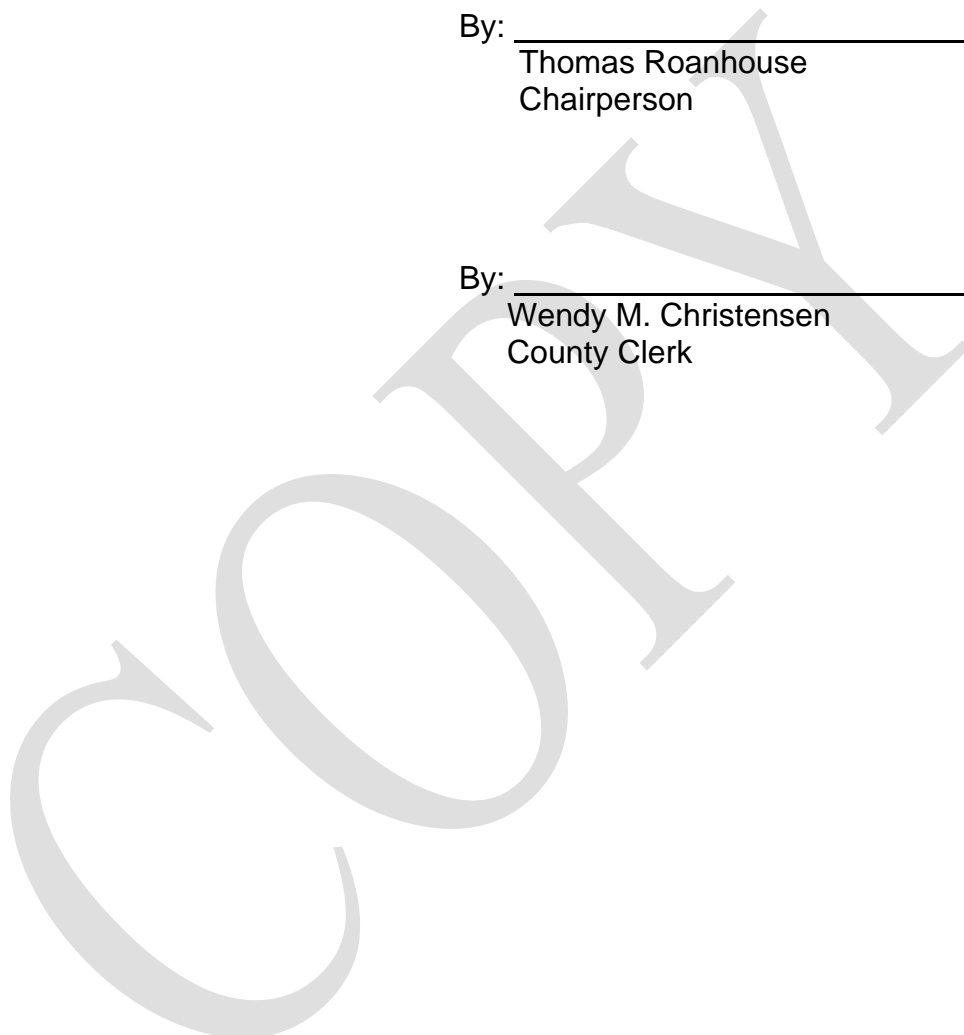 By:
Thomas Roanhouse
Chairperson
By:
Wendy M. Christensen
County Clerk
COPY